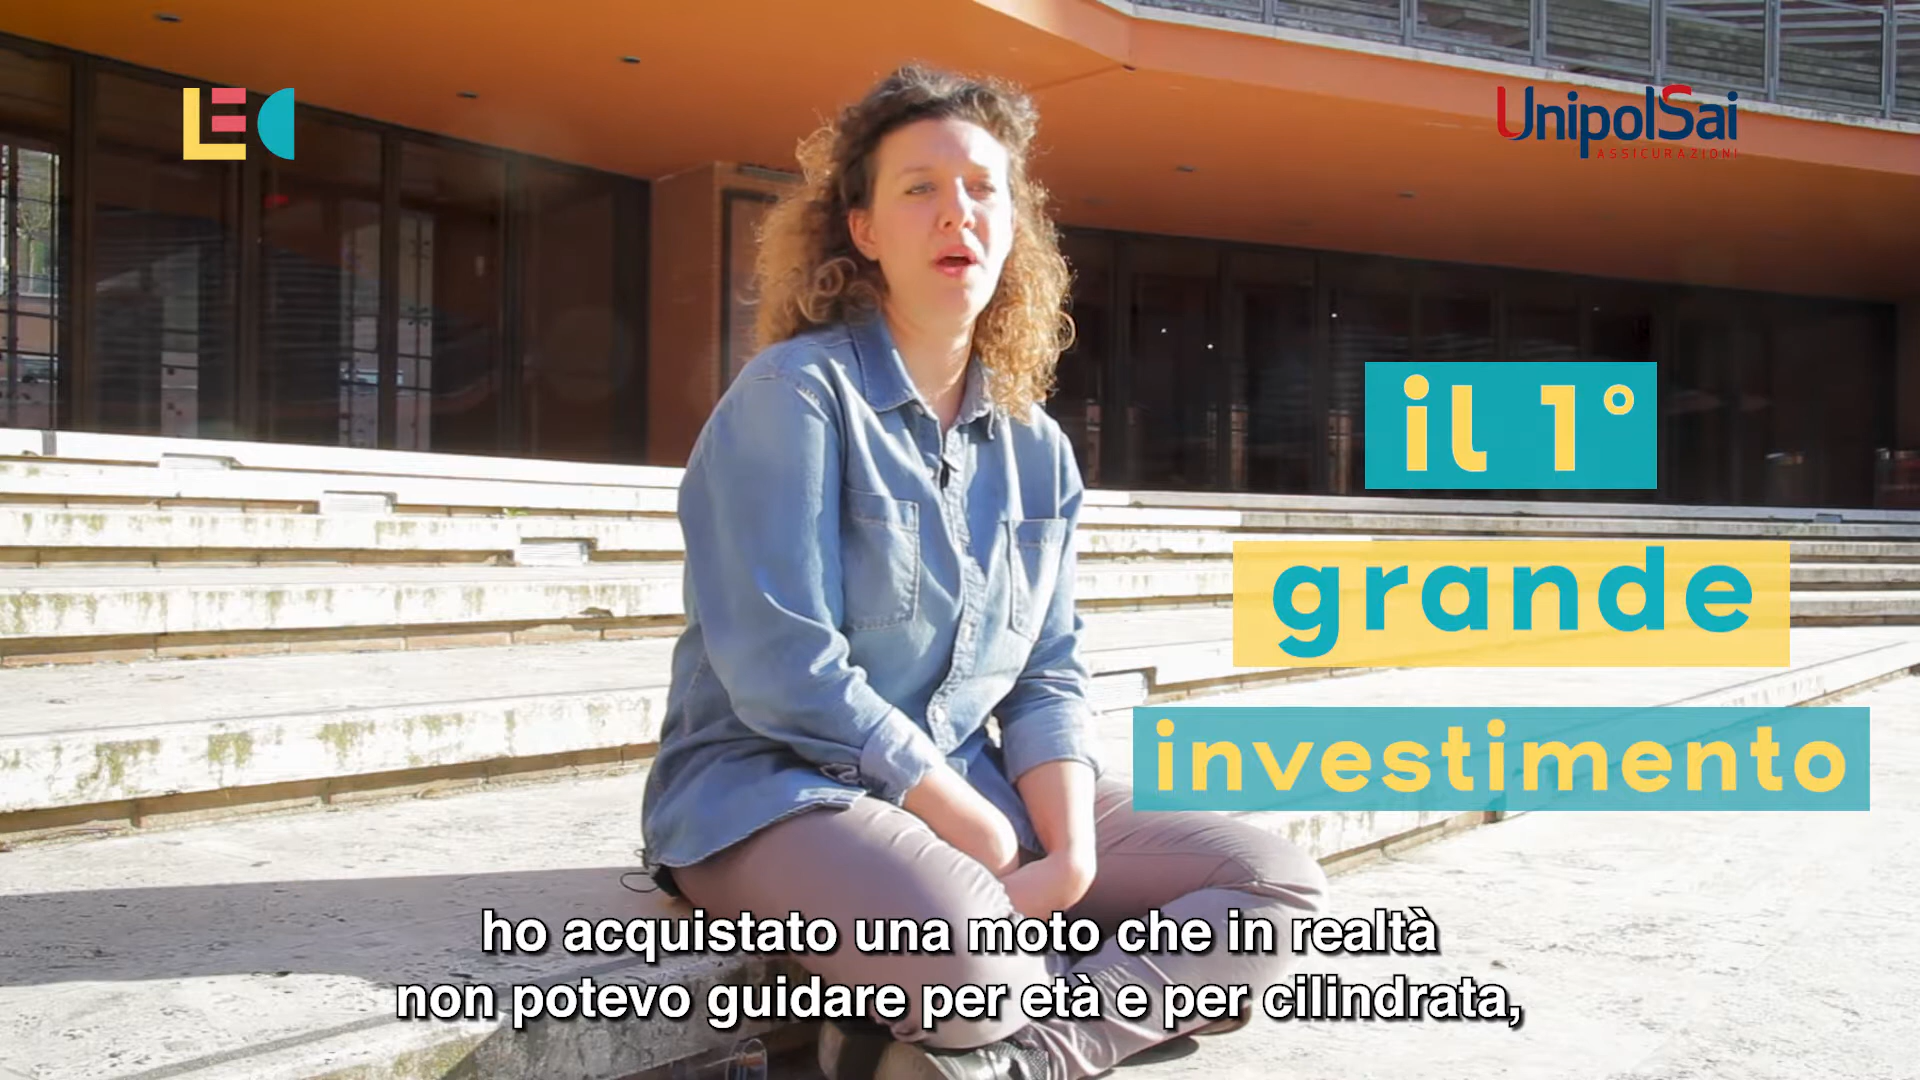 LEC
UnipolSai
ASSICURAZIONI
il 1°
grande
investimento
ho acquistato una moto che in realtà
non potevo guidare per età e per cilindrata,